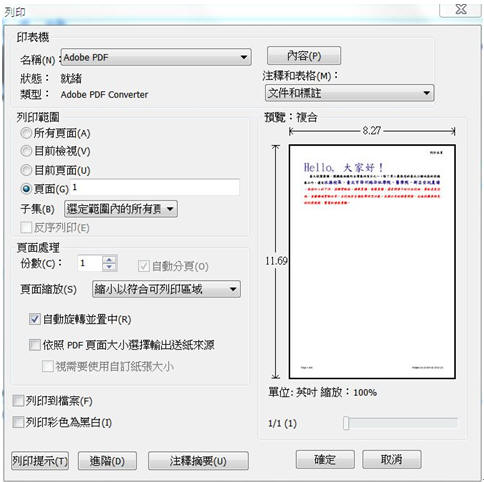 列印
印表機
名稱(N): Adobe PDF
內容(P)
狀態： 就緒
注釋和表格(M)：
類型： Adobe PDF Converter
文件和標註
列印範圍
所有頁面(A)
目前檢視(V)
目前頁面(U)
頁面(G) 1
子集(B) 選定範圍內的所有頁
反序列印(E)
頁面處理
份數(C)： 1
自動分頁(O)
頁面縮放(S) 縮小以符合可列印區域
自動旋轉並置中(R)
依照 PDF 頁面大小選擇輸出送紙來源
視需要使用自訂紙張大小
列印到檔案(F)
列印彩色為黑白(I)
預覽：複合
8.27
Hello, 大家好！
11.69
單位: 英吋 縮放：100%
1/1 (1)
列印提示(T)
進階(D)
注釋摘要(U)
確定
取消